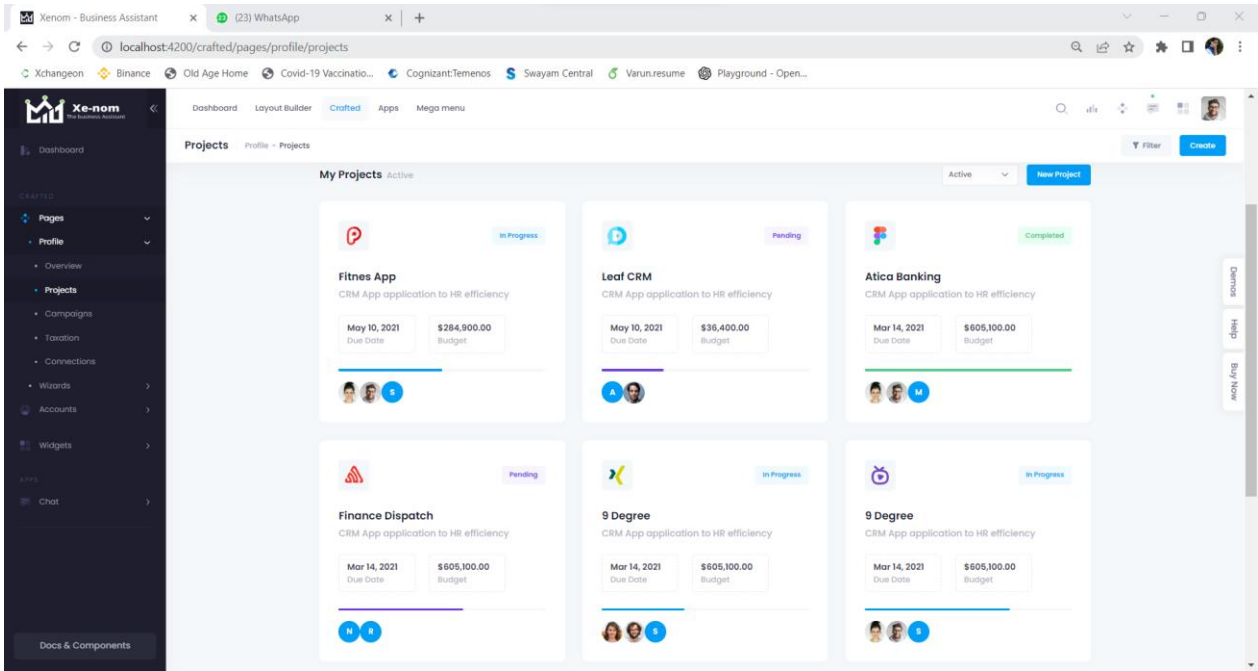 Xenom - Business Assistant
(23) WhatsApp
localhost:4200/crafted/pages/profile/projects
Xchangeon Binance Old Age Home Covid-19 Vaccinatio... Cognizant:Temenos Swayam Central Varun.resume Playground - Open...
Xe-nom
The Business Assistant
Dashboard Layout Builder Crafted Apps Mega menu
Dashboard
Projects Profile - Projects Filter Create
CRAFTED
Pages
Profile
Overview
Projects
Campaigns
Taxation
Connections
Wizards
Accounts
Widgets
APPS
Chat
Docs & Components
My Projects Active Active New Project
In Progress
Fitnes App
CRM App application to HR efficiency
May 10, 2021 $284,900.00
Due Date Budget
S
Pending
Leaf CRM
CRM App application to HR efficiency
May 10, 2021 $36,400.00
Due Date Budget
A
Completed
Atica Banking
CRM App application to HR efficiency
Mar 14, 2021 $605,100.00
Due Date Budget
M
Pending
Finance Dispatch
CRM App application to HR efficiency
Mar 14, 2021 $605,100.00
Due Date Budget
N R
In Progress
9 Degree
CRM App application to HR efficiency
Mar 14, 2021 $605,100.00
Due Date Budget
S
In Progress
9 Degree
CRM App application to HR efficiency
Mar 14, 2021 $605,100.00
Due Date Budget
S
Demos
Help
Buy Now